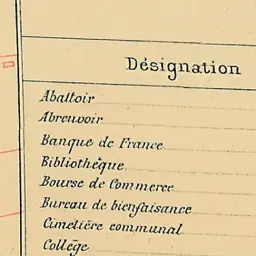 Désignation
Abattoir
Abreuvoir
Banque de France
Bibliothèque
Bourse de Commerce
Bureau de bienfaisance
Cimetière communal
Collège